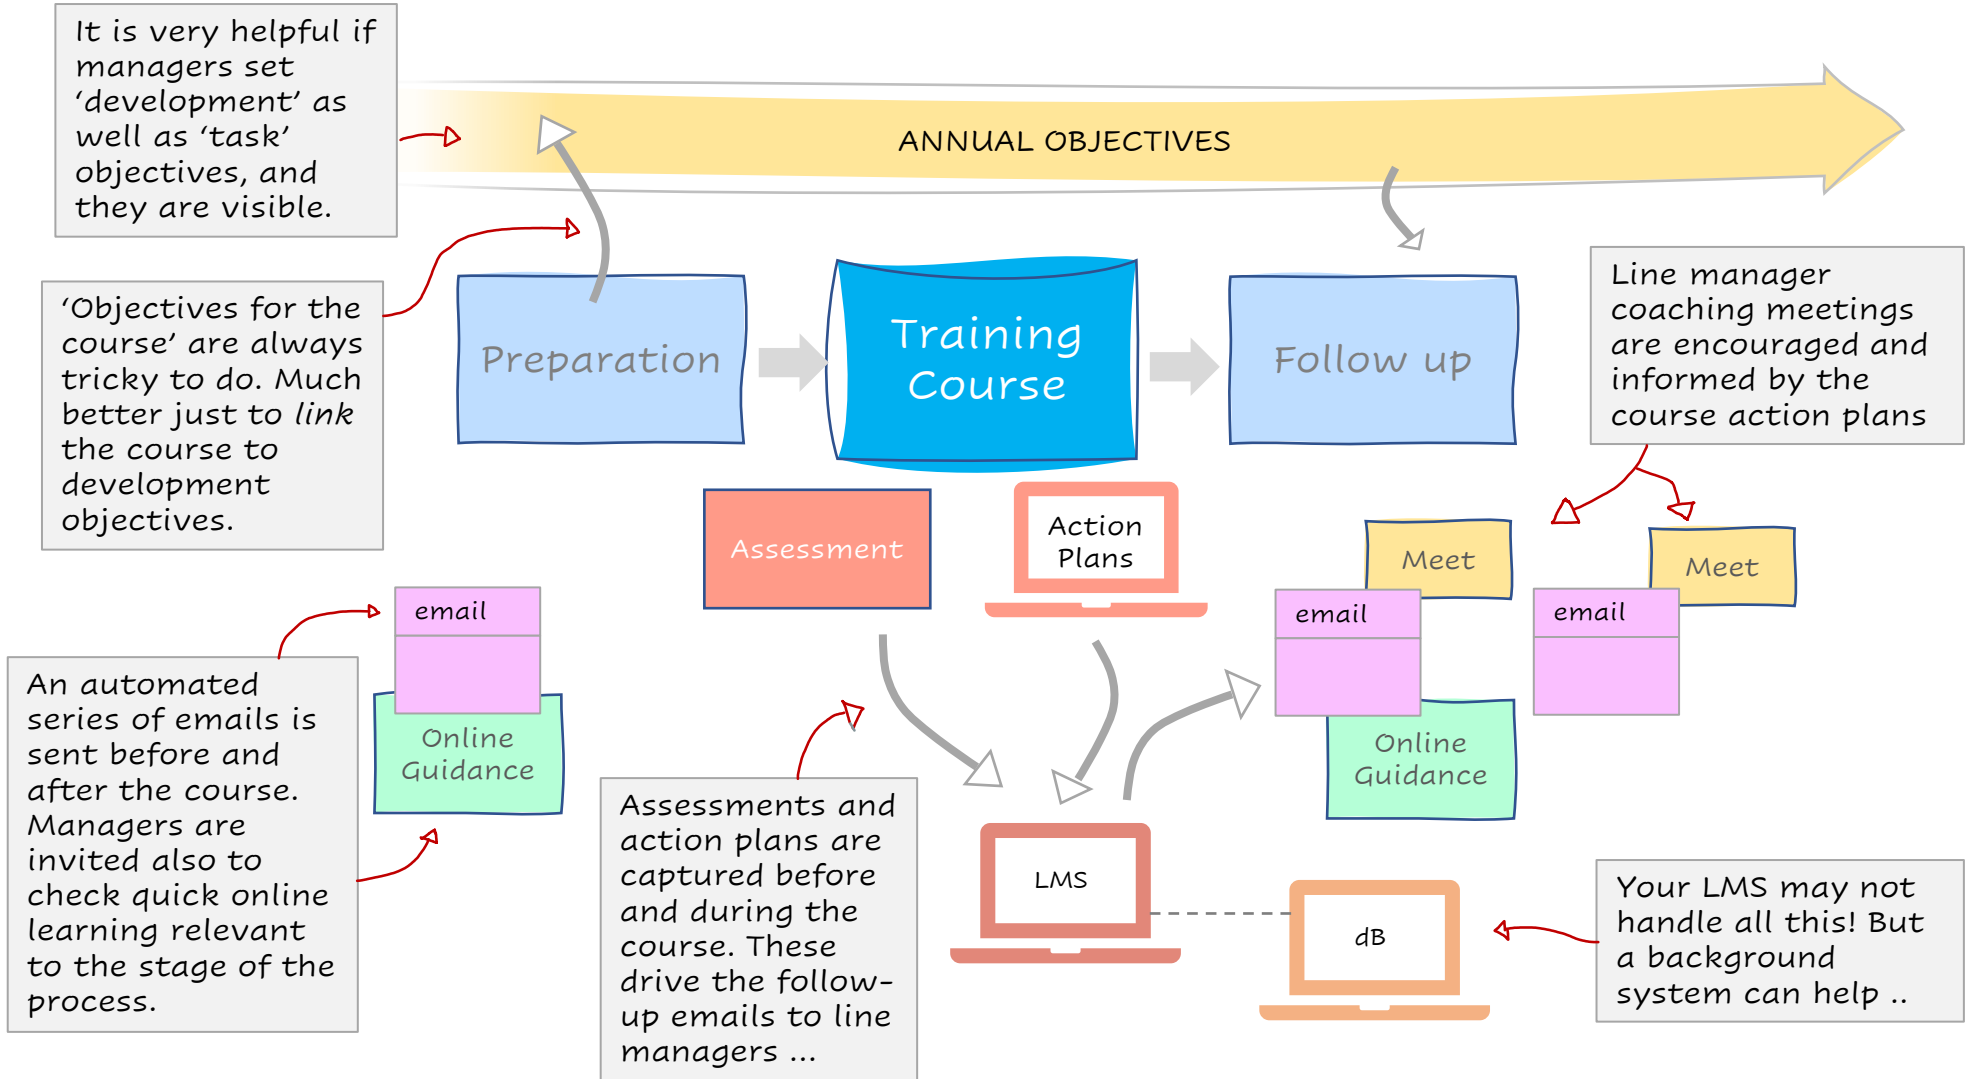 It is very helpful if
managers set
‘development’ as
well as ‘task’
objectives, and
they are visible.
ANNUAL OBJECTIVES
‘Objectives for the
course’ are always
tricky to do. Much
better just to link
the course to
development
objectives.
Preparation
Training
Course
Follow up
Line manager
coaching meetings
are encouraged and
informed by the
course action plans
Assessment
Action
Plans
Meet
Meet
email
email
email
Online
Guidance
Online
Guidance
An automated
series of emails is
sent before and
after the course.
Managers are
invited also to
check quick online
learning relevant
to the stage of the
process.
Assessments and
action plans are
captured before
and during the
course. These
drive the follow-
up emails to line
managers ...
LMS
dB
Your LMS may not
handle all this! But
a background
system can help ..